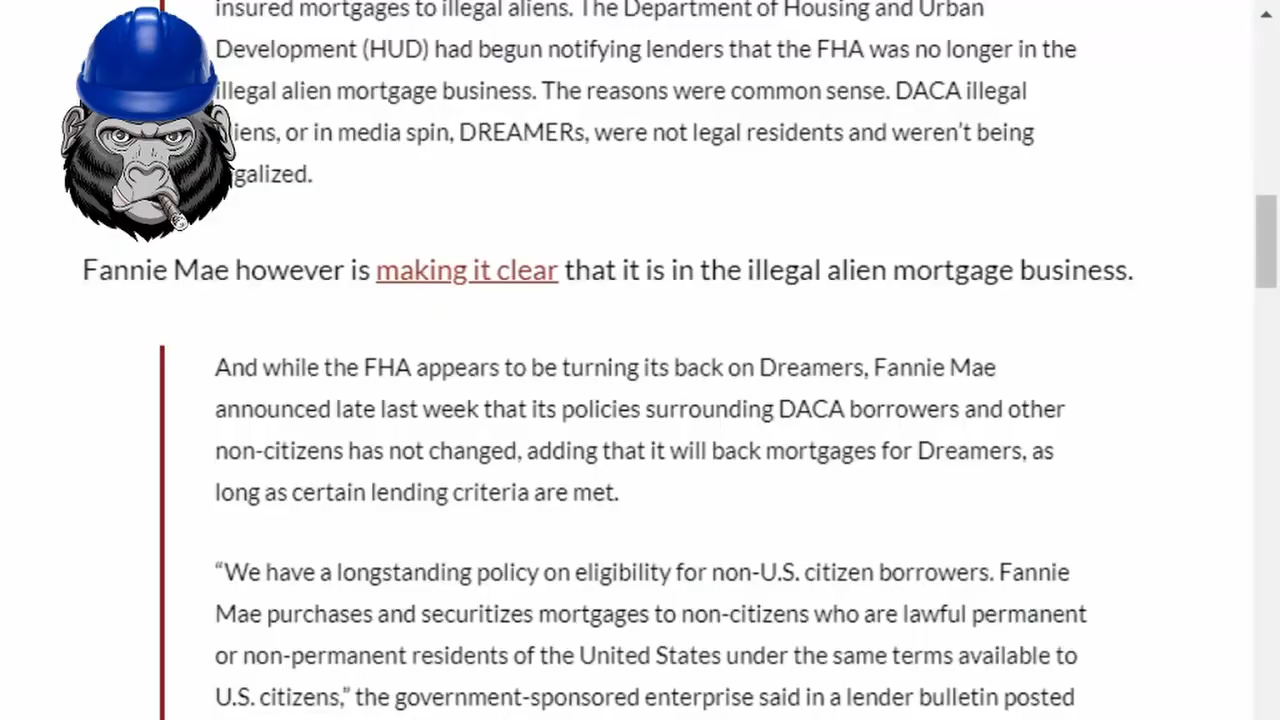 insured mortgages to illegal aliens. The Department of Housing and Urban
Development (HUD) had begun notifying lenders that the FHA was no longer in the
illegal alien mortgage business. The reasons were common sense. DACA illegal
liens, or in media spin, DREAMERs, were not legal residents and weren't being
galized.
Fannie Mae however is making it clear that it is in the illegal alien mortgage business.
And while the FHA appears to be turning its back on Dreamers, Fannie Mae
announced late last week that its policies surrounding DACA borrowers and other
non-citizens has not changed, adding that it will back mortgages for Dreamers, as
long as certain lending criteria are met.
“We have a longstanding policy on eligibility for non-U.S. citizen borrowers. Fannie
Mae purchases and securitizes mortgages to non-citizens who are lawful permanent
or non-permanent residents of the United States under the same terms available to
U.S. citizens,” the government-sponsored enterprise said in a lender bulletin posted